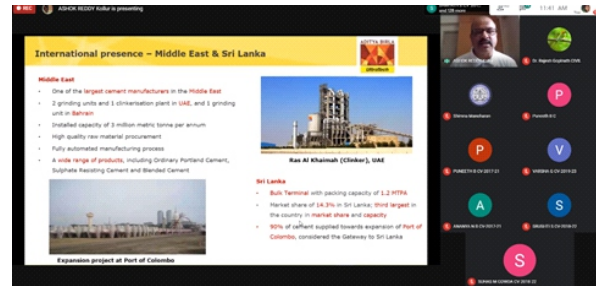 REC
ASHOK REDDY Kollur is presenting
11:41 AM
You
International presence – Middle East & Sri Lanka
ADITYA BIRLA
UltraTech
Middle East
One of the largest cement manufacturers in the Middle East
2 grinding units and 1 clinkerisation plant in UAE, and 1 grinding
unit in Bahrain
Installed capacity of 3 million metric tonne per annum
High quality raw material procurement
Fully automated manufacturing process
A wide range of products, including Ordinary Portland Cement,
Sulphate Resisting Cement and Blended Cement
Ras Al Khaimah (Clinker), UAE
Sri Lanka
Bulk Terminal with packing capacity of 1.2 MTPA
Market share of 14.3% in Sri Lanka; third largest in
the country in market share and capacity
90% of cement supplied towards expansion of Port of
Colombo, considered the Gateway to Sri Lanka
Expansion project at Port of Colombo
P
P
V
A
S
S